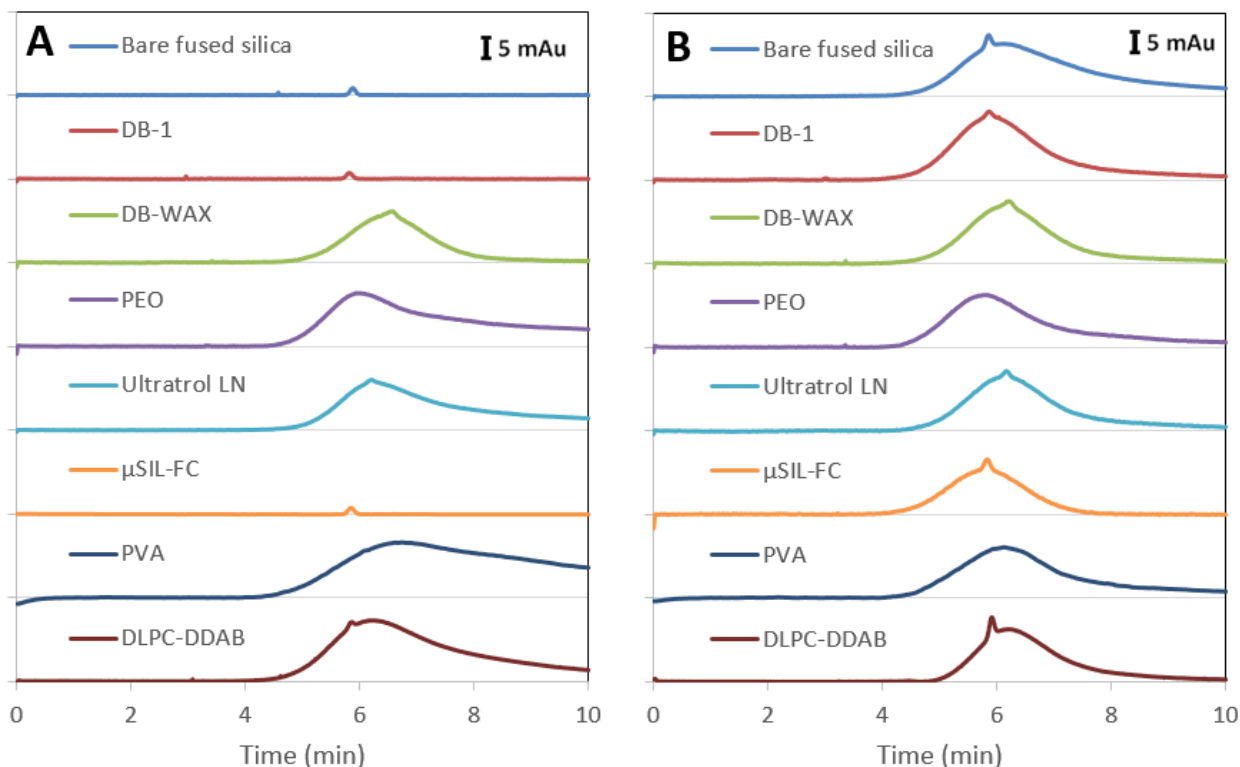 A
Bare fused silica
5 mAu
DB-1
DB-WAX
PEO
Ultratrol LN
µSIL-FC
PVA
DLPC-DDAB
0 2 4 6 8 10
Time (min)
B
Bare fused silica
5 mAu
DB-1
DB-WAX
PEO
Ultratrol LN
µSIL-FC
PVA
DLPC-DDAB
0 2 4 6 8 10
Time (min)